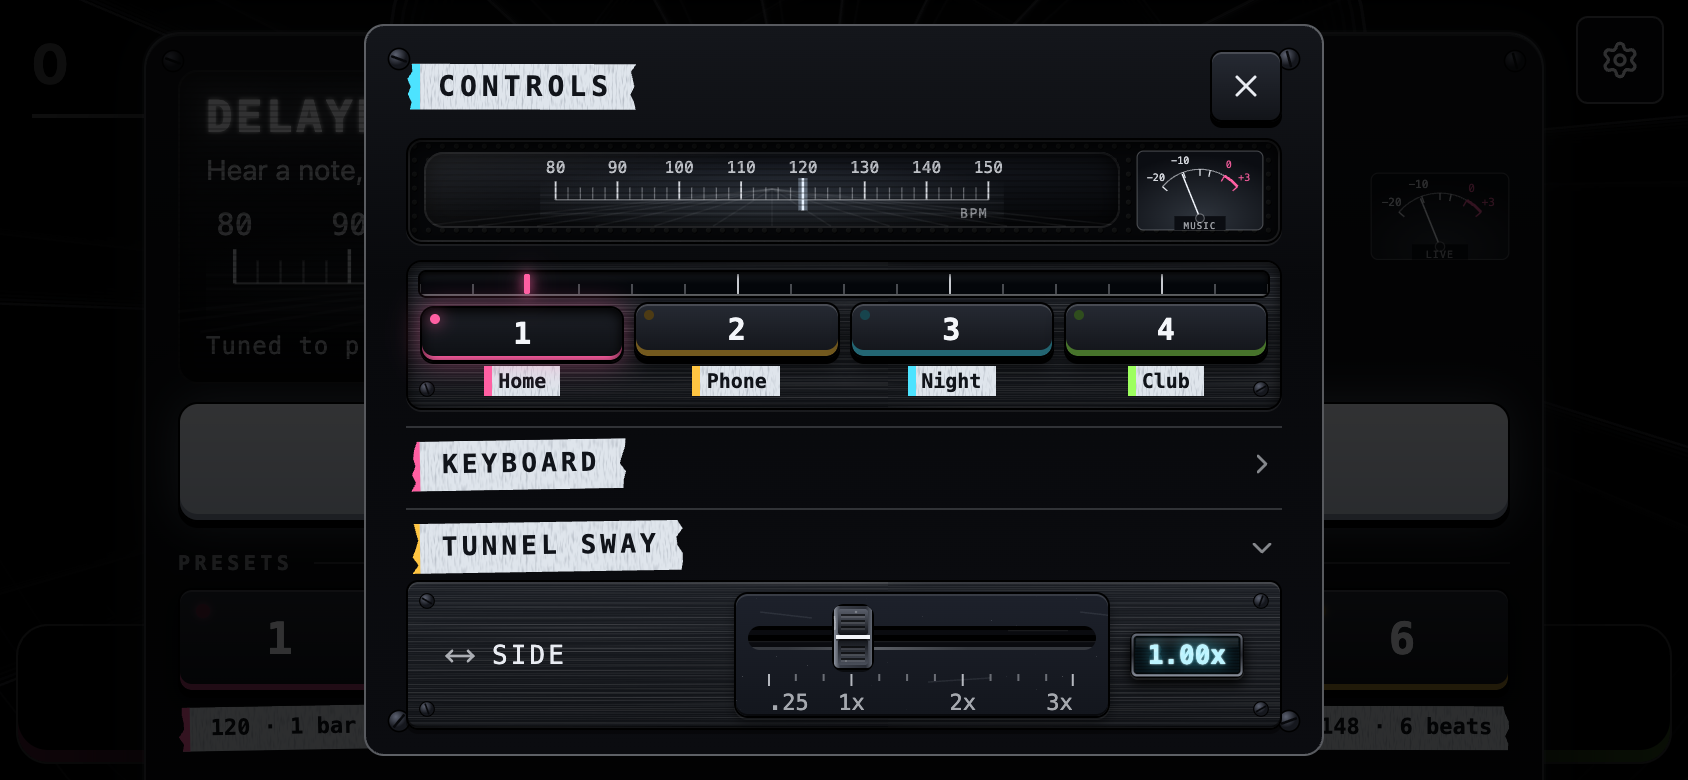 0
DELAY
Hear a note,
80 90
Tuned to p
PRESETS
1
120 · 1 bar
CONTROLS
80 90 100 110 120 130 140 150
BPM
-20 -10 0 +3
MUSIC
1 2 3 4
Home Phone Night Club
KEYBOARD
TUNNEL SWAY
SIDE
.25 1x 2x 3x
1.00x
-20 -10 0 +3
LIVE
6
148 · 6 beats